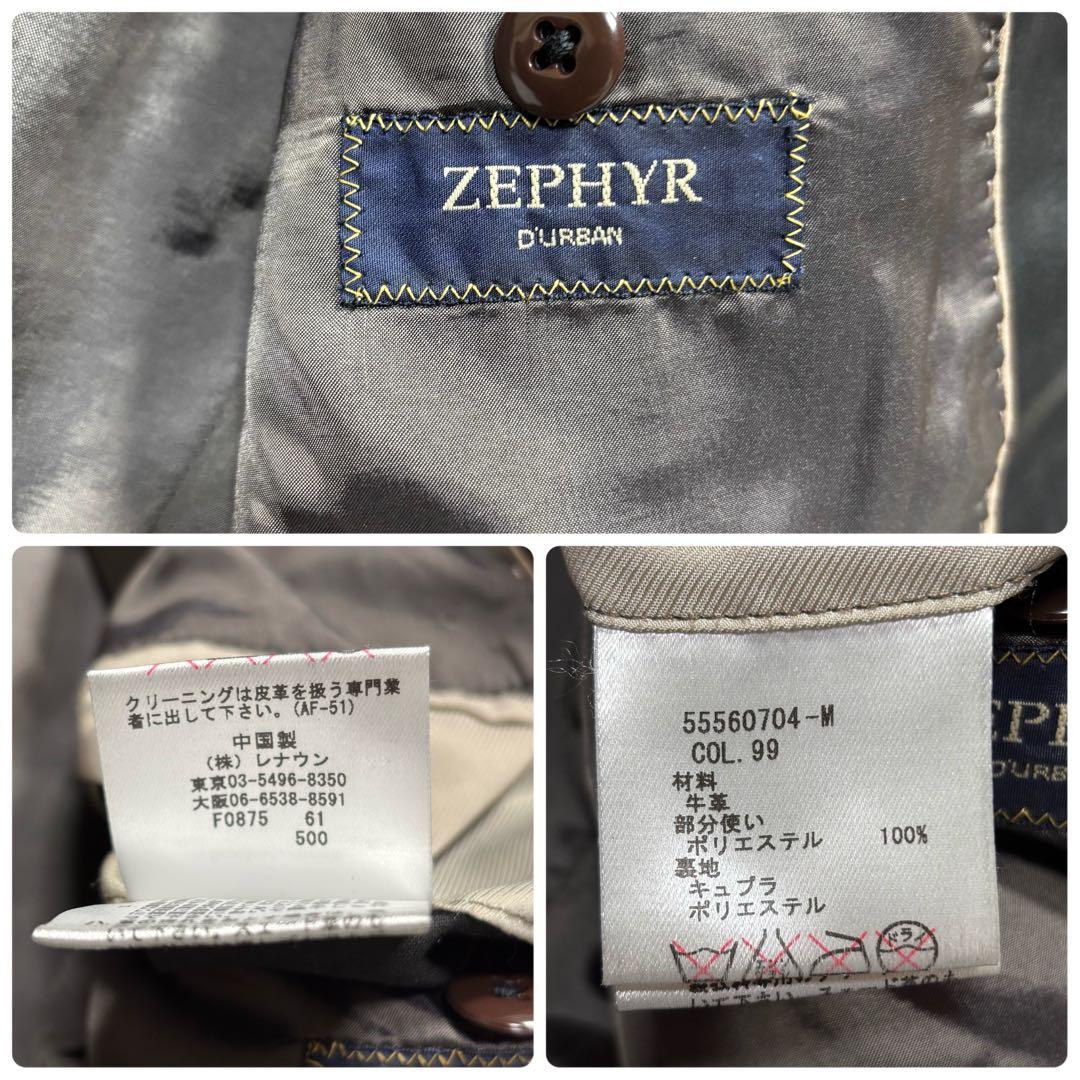 ZEPHYR
D'URBAN
クリーニングは皮革を扱う専門業
者に出して下さい。(AF-51)
中国製
(株) レナウン
東京03-5496-8350
大阪06-6538-8591
F0875 61
500
55560704-M
COL.99
材料
牛革
部分使い
ポリエステル 100%
裏地
キュプラ
ポリエステル
ドライ
ZEPH
D'URB